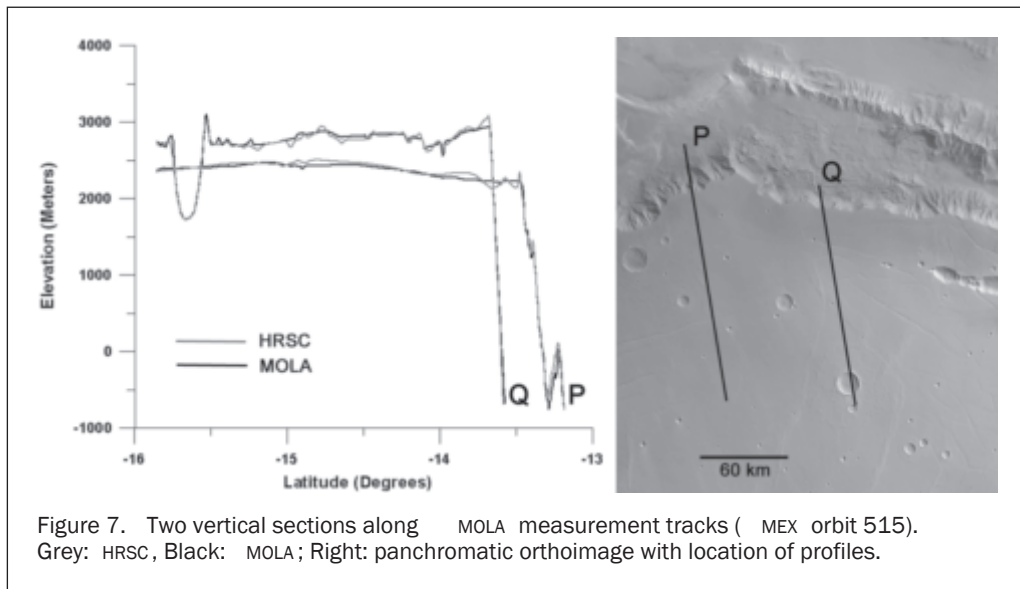 4000
3000
2000
1000
0
-1000
Elevation (Meters)
HRSC
MOLA
Q P
-16 -15 -14 -13
Latitude (Degrees)
P
Q
60 km
Figure 7. Two vertical sections along MOLA measurement tracks ( MEX orbit 515).
Grey: HRSC, Black: MOLA; Right: panchromatic orthoimage with location of profiles.